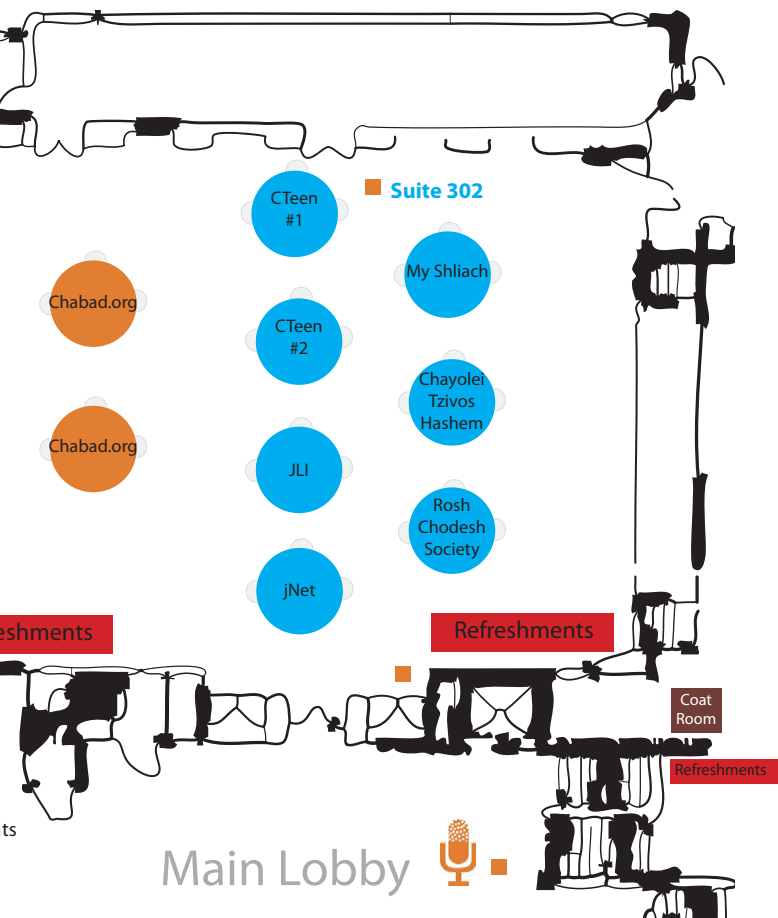 CTeen
#1
Suite 302
My Shliach
Chabad.org
CTeen
#2
Chayolei
Tzivos
Hashem
Chabad.org
JLI
Rosh
Chodesh
Society
jNet
eshments
Refreshments
Coat
Room
Refreshments
ts
Main Lobby